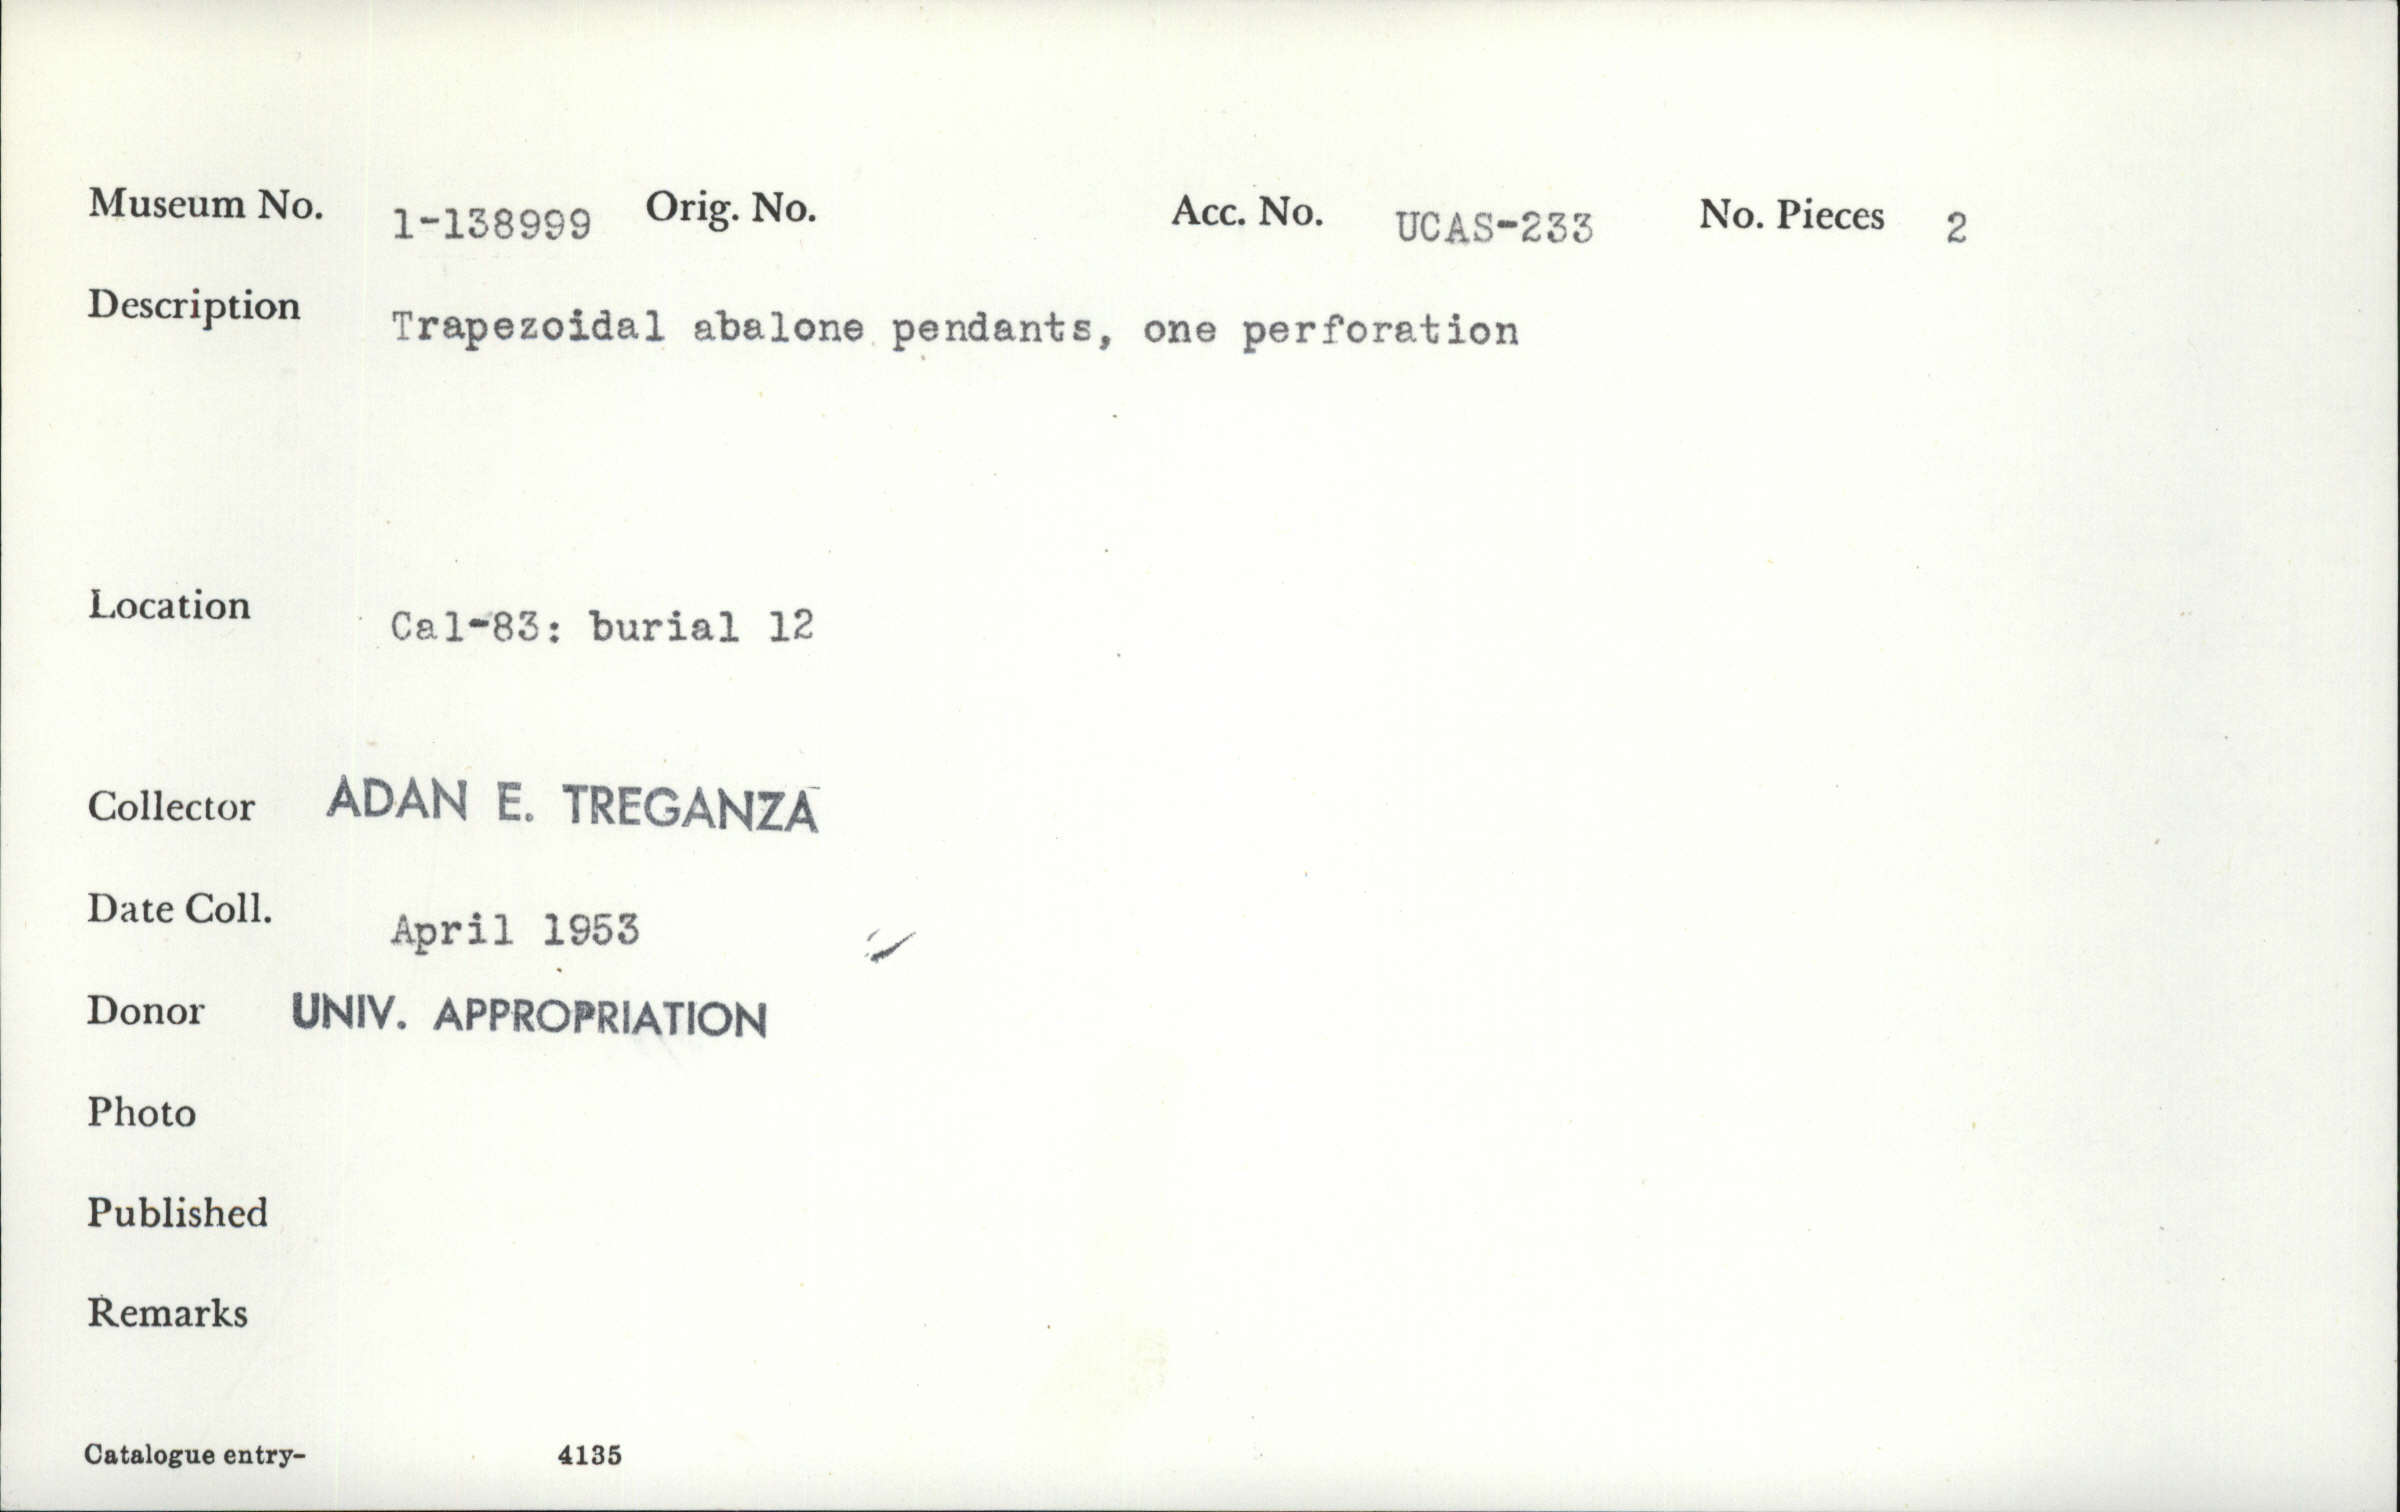 Museum No. 1-138999 Orig. No. Acc. No. UCAS-233 No. Pieces 2
Description Trapezoidal abalone pendants, one perforation
Location Cal-83: burial 12
Collector ADAN E. TREGANZA
Date Coll. April 1953
Donor UNIV. APPROPRIATION
Photo
Published
Remarks
Catalogue entry- 4135